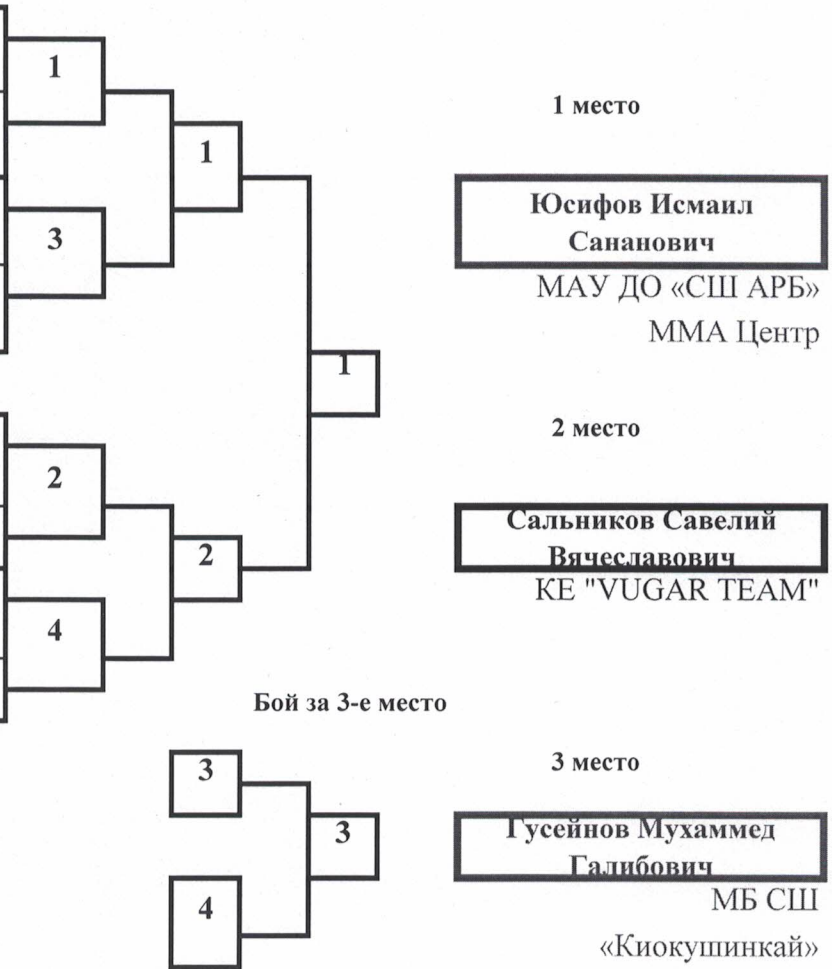 1
1 место
1
Юсифов Исмаил
Сананович
3
МАУ ДО «СШ АРБ»
ММА Центр
1
2 место
2
Сальников Савелий
Вячеславович
2
КЕ "VUGAR TEAM"
4
Бой за 3-е место
3 место
3
Гусейнов Мухаммед
Галибович
3
МБ СШ
4
«Киокушинкай»